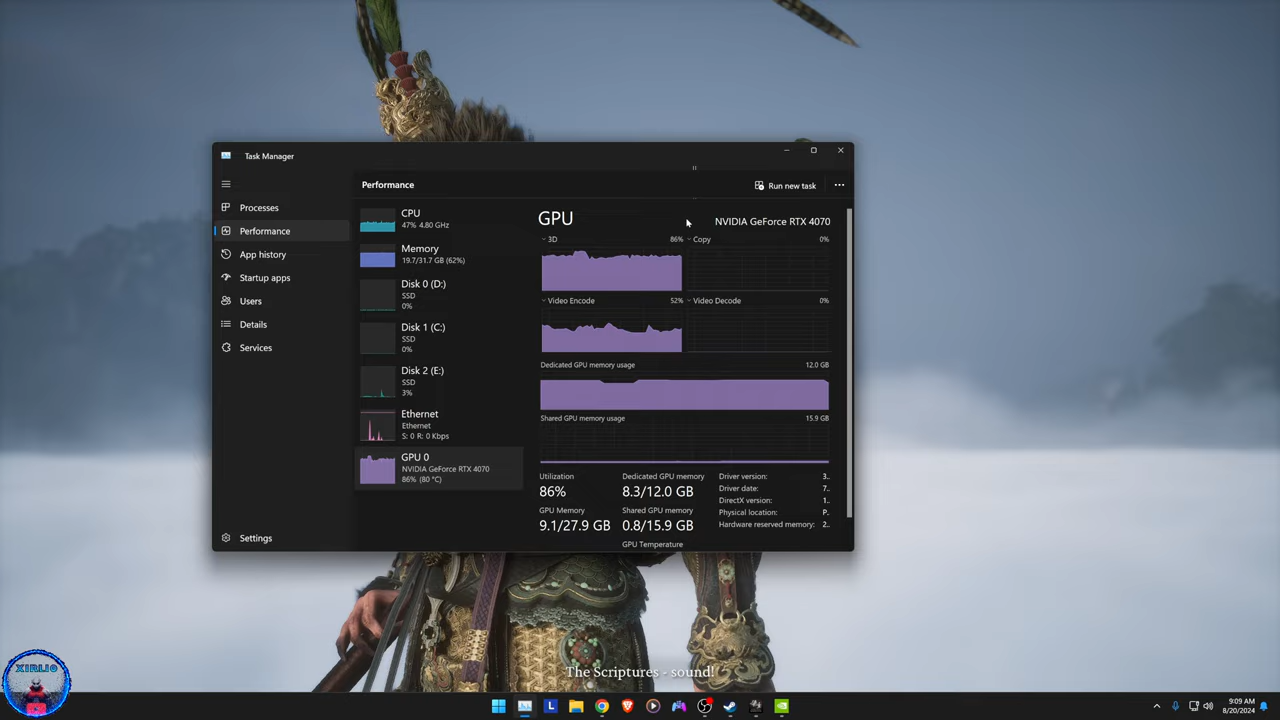 Task Manager
Performance
Run new task
Processes
Performance
App history
Startup apps
Users
Details
Services
Settings
CPU
47% 4.80 GHz
Memory
19.7/31.7 GB (62%)
Disk 0 (D:)
SSD
0%
Disk 1 (C:)
SSD
0%
Disk 2 (E:)
SSD
3%
Ethernet
Ethernet
S: 0 R: 0 Kbps
GPU 0
NVIDIA GeForce RTX 4070
86% (80 °C)
GPU
NVIDIA GeForce RTX 4070
3D 86%
Copy 0%
Video Encode 52%
Video Decode 0%
Dedicated GPU memory usage 12.0 GB
Shared GPU memory usage 15.9 GB
Utilization
86%
Dedicated GPU memory
8.3/12.0 GB
GPU Memory
9.1/27.9 GB
Shared GPU memory
0.8/15.9 GB
GPU Temperature
Driver version: 3..
Driver date: 7..
DirectX version: 1..
Physical location: P..
Hardware reserved memory: 2..
The Scriptures - sound!
XIRLIO
L
9:09 AM
8/20/2024